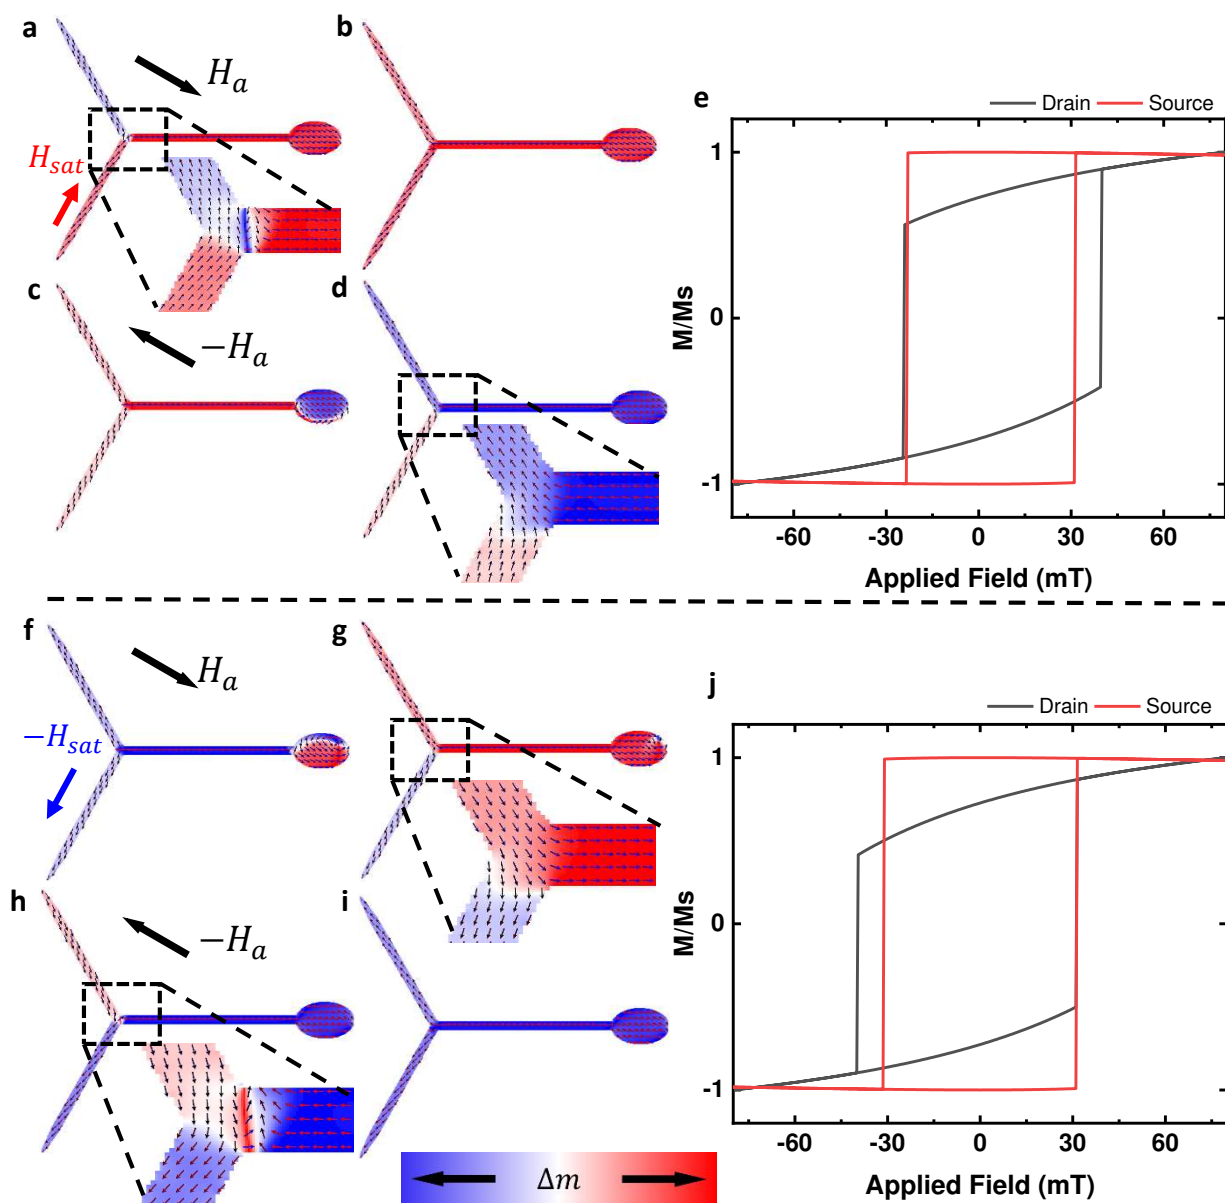 a
H_a
H_sat
b
c
−H_a
d
e
Drain
Source
1
0
-1
M/Ms
-60
-30
0
30
60
Applied Field (mT)
f
H_a
−H_sat
g
h
−H_a
i
Δm
j
Drain
Source
1
0
-1
M/Ms
-60
-30
0
30
60
Applied Field (mT)